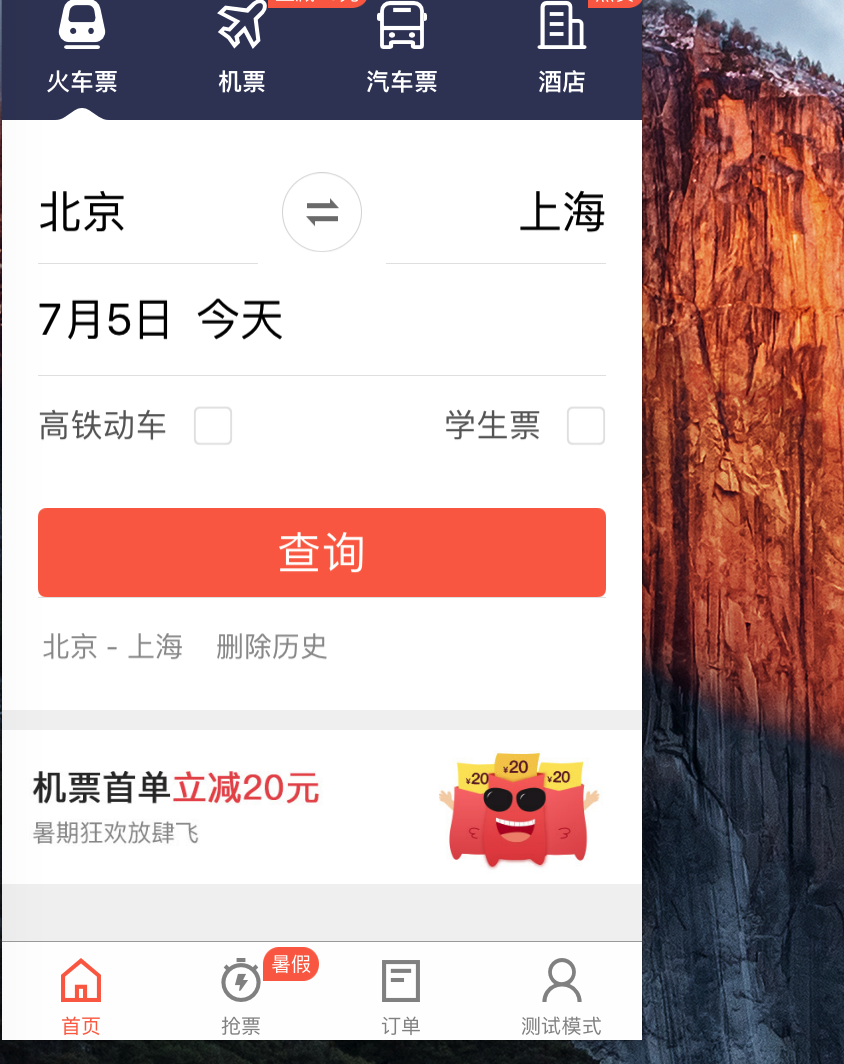 火车票 机票 汽车票 酒店
北京 上海
7月5日 今天
高铁动车 学生票
查询
北京 - 上海 删除历史
¥20 ¥20 ¥20
机票首单立减20元
暑期狂欢放肆飞
暑假
首页 抢票 订单 测试模式